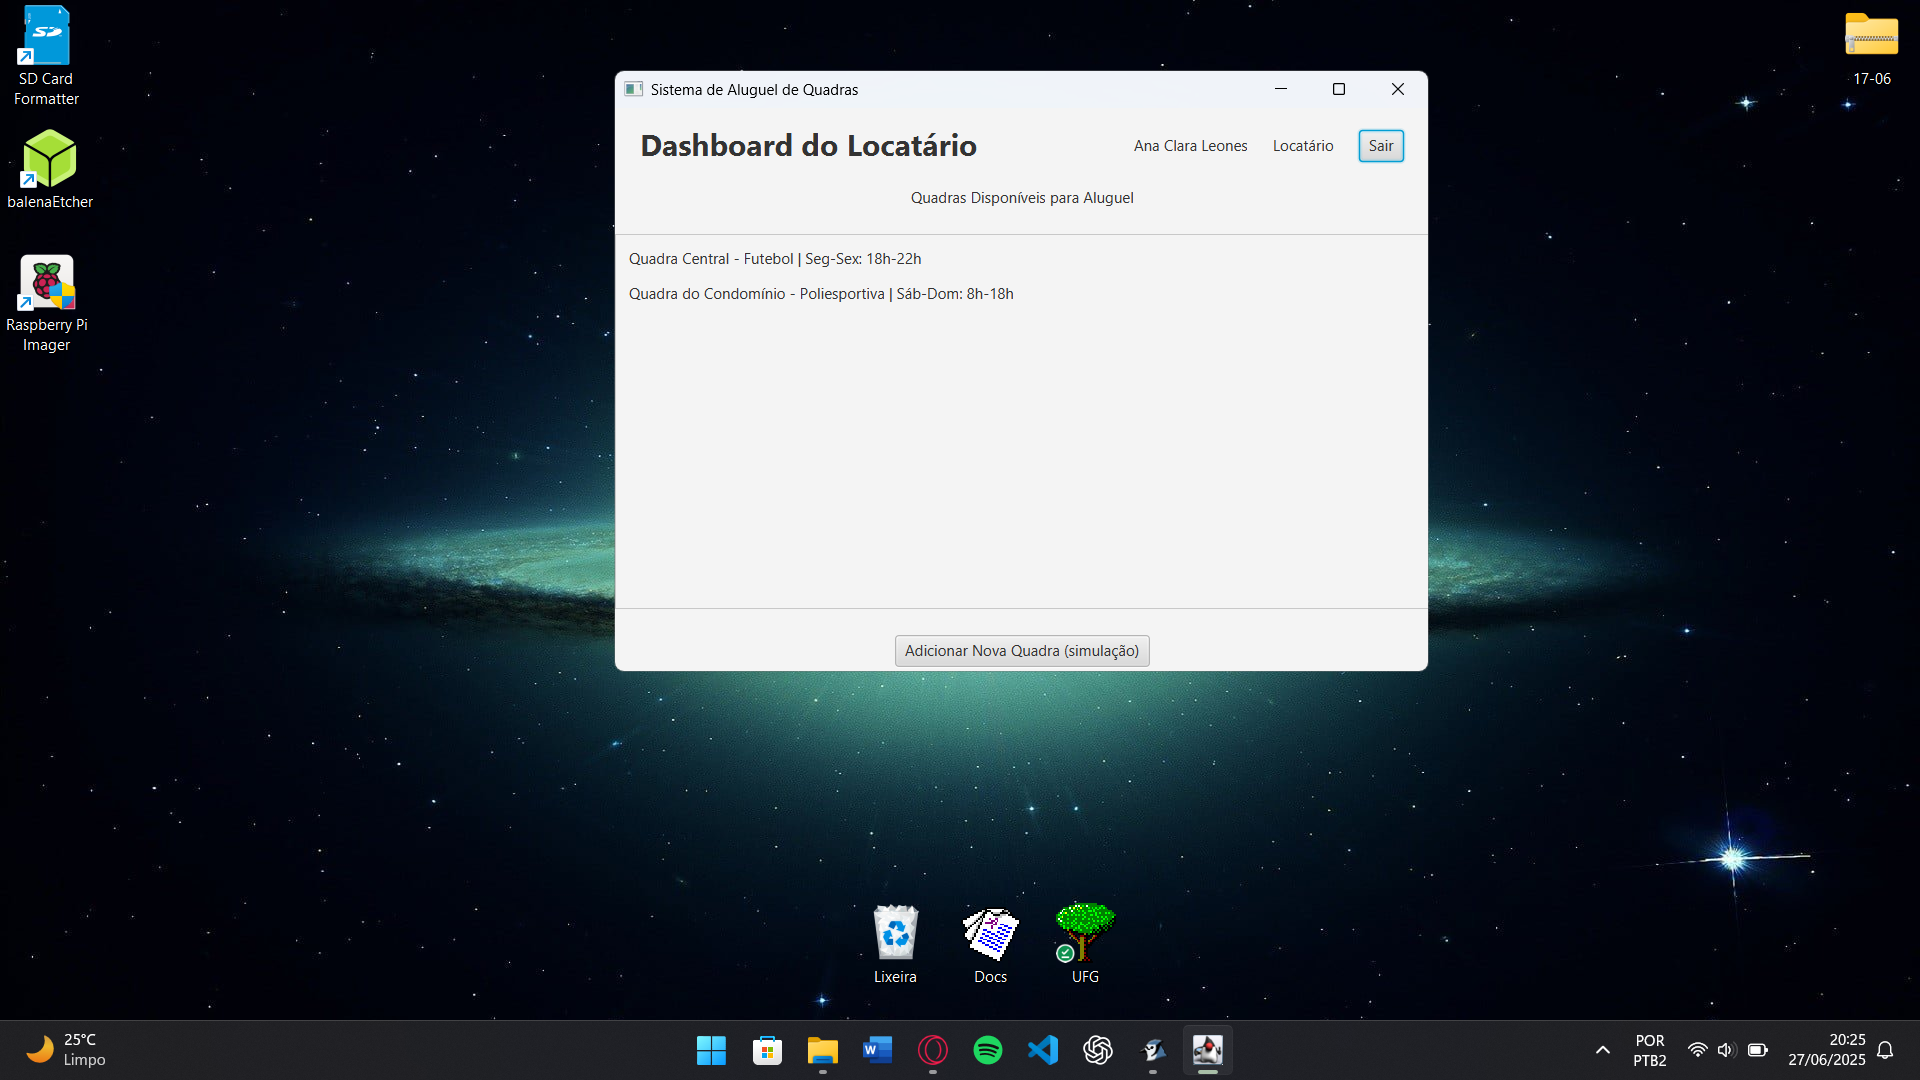 SD Card
Formatter
balenaEtcher
Raspberry Pi
Imager
17-06
Sistema de Aluguel de Quadras
Dashboard do Locatário
Ana Clara Leones
Locatário
Sair
Quadras Disponíveis para Aluguel
Quadra Central - Futebol | Seg-Sex: 18h-22h
Quadra do Condomínio - Poliesportiva | Sáb-Dom: 8h-18h
Adicionar Nova Quadra (simulação)
Lixeira
Docs
UFG
25°C
Limpo
POR
PTB2
20:25
27/06/2025